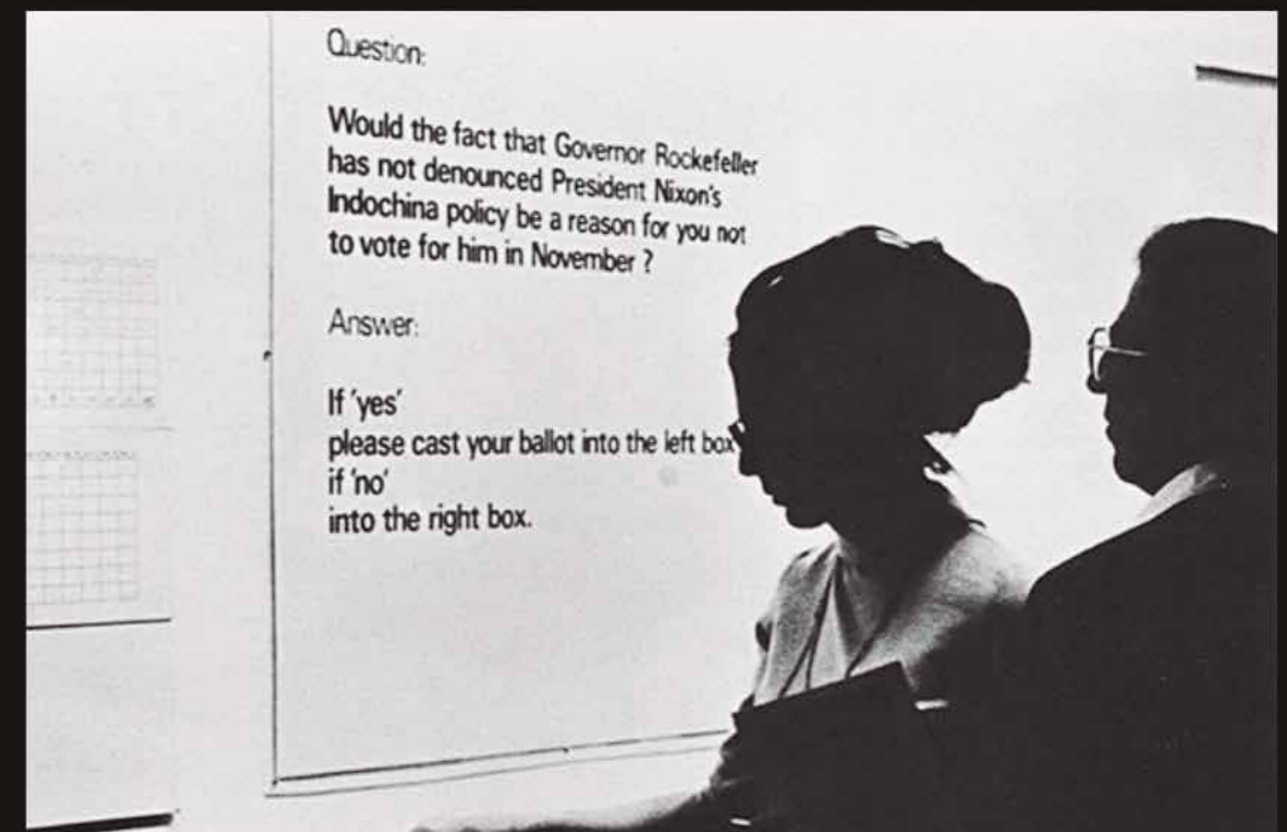 Question:
Would the fact that Governor Rockefeller
has not denounced President Nixon's
Indochina policy be a reason for you not
to vote for him in November ?
Answer:
If 'yes'
please cast your ballot into the left box
if 'no'
into the right box.